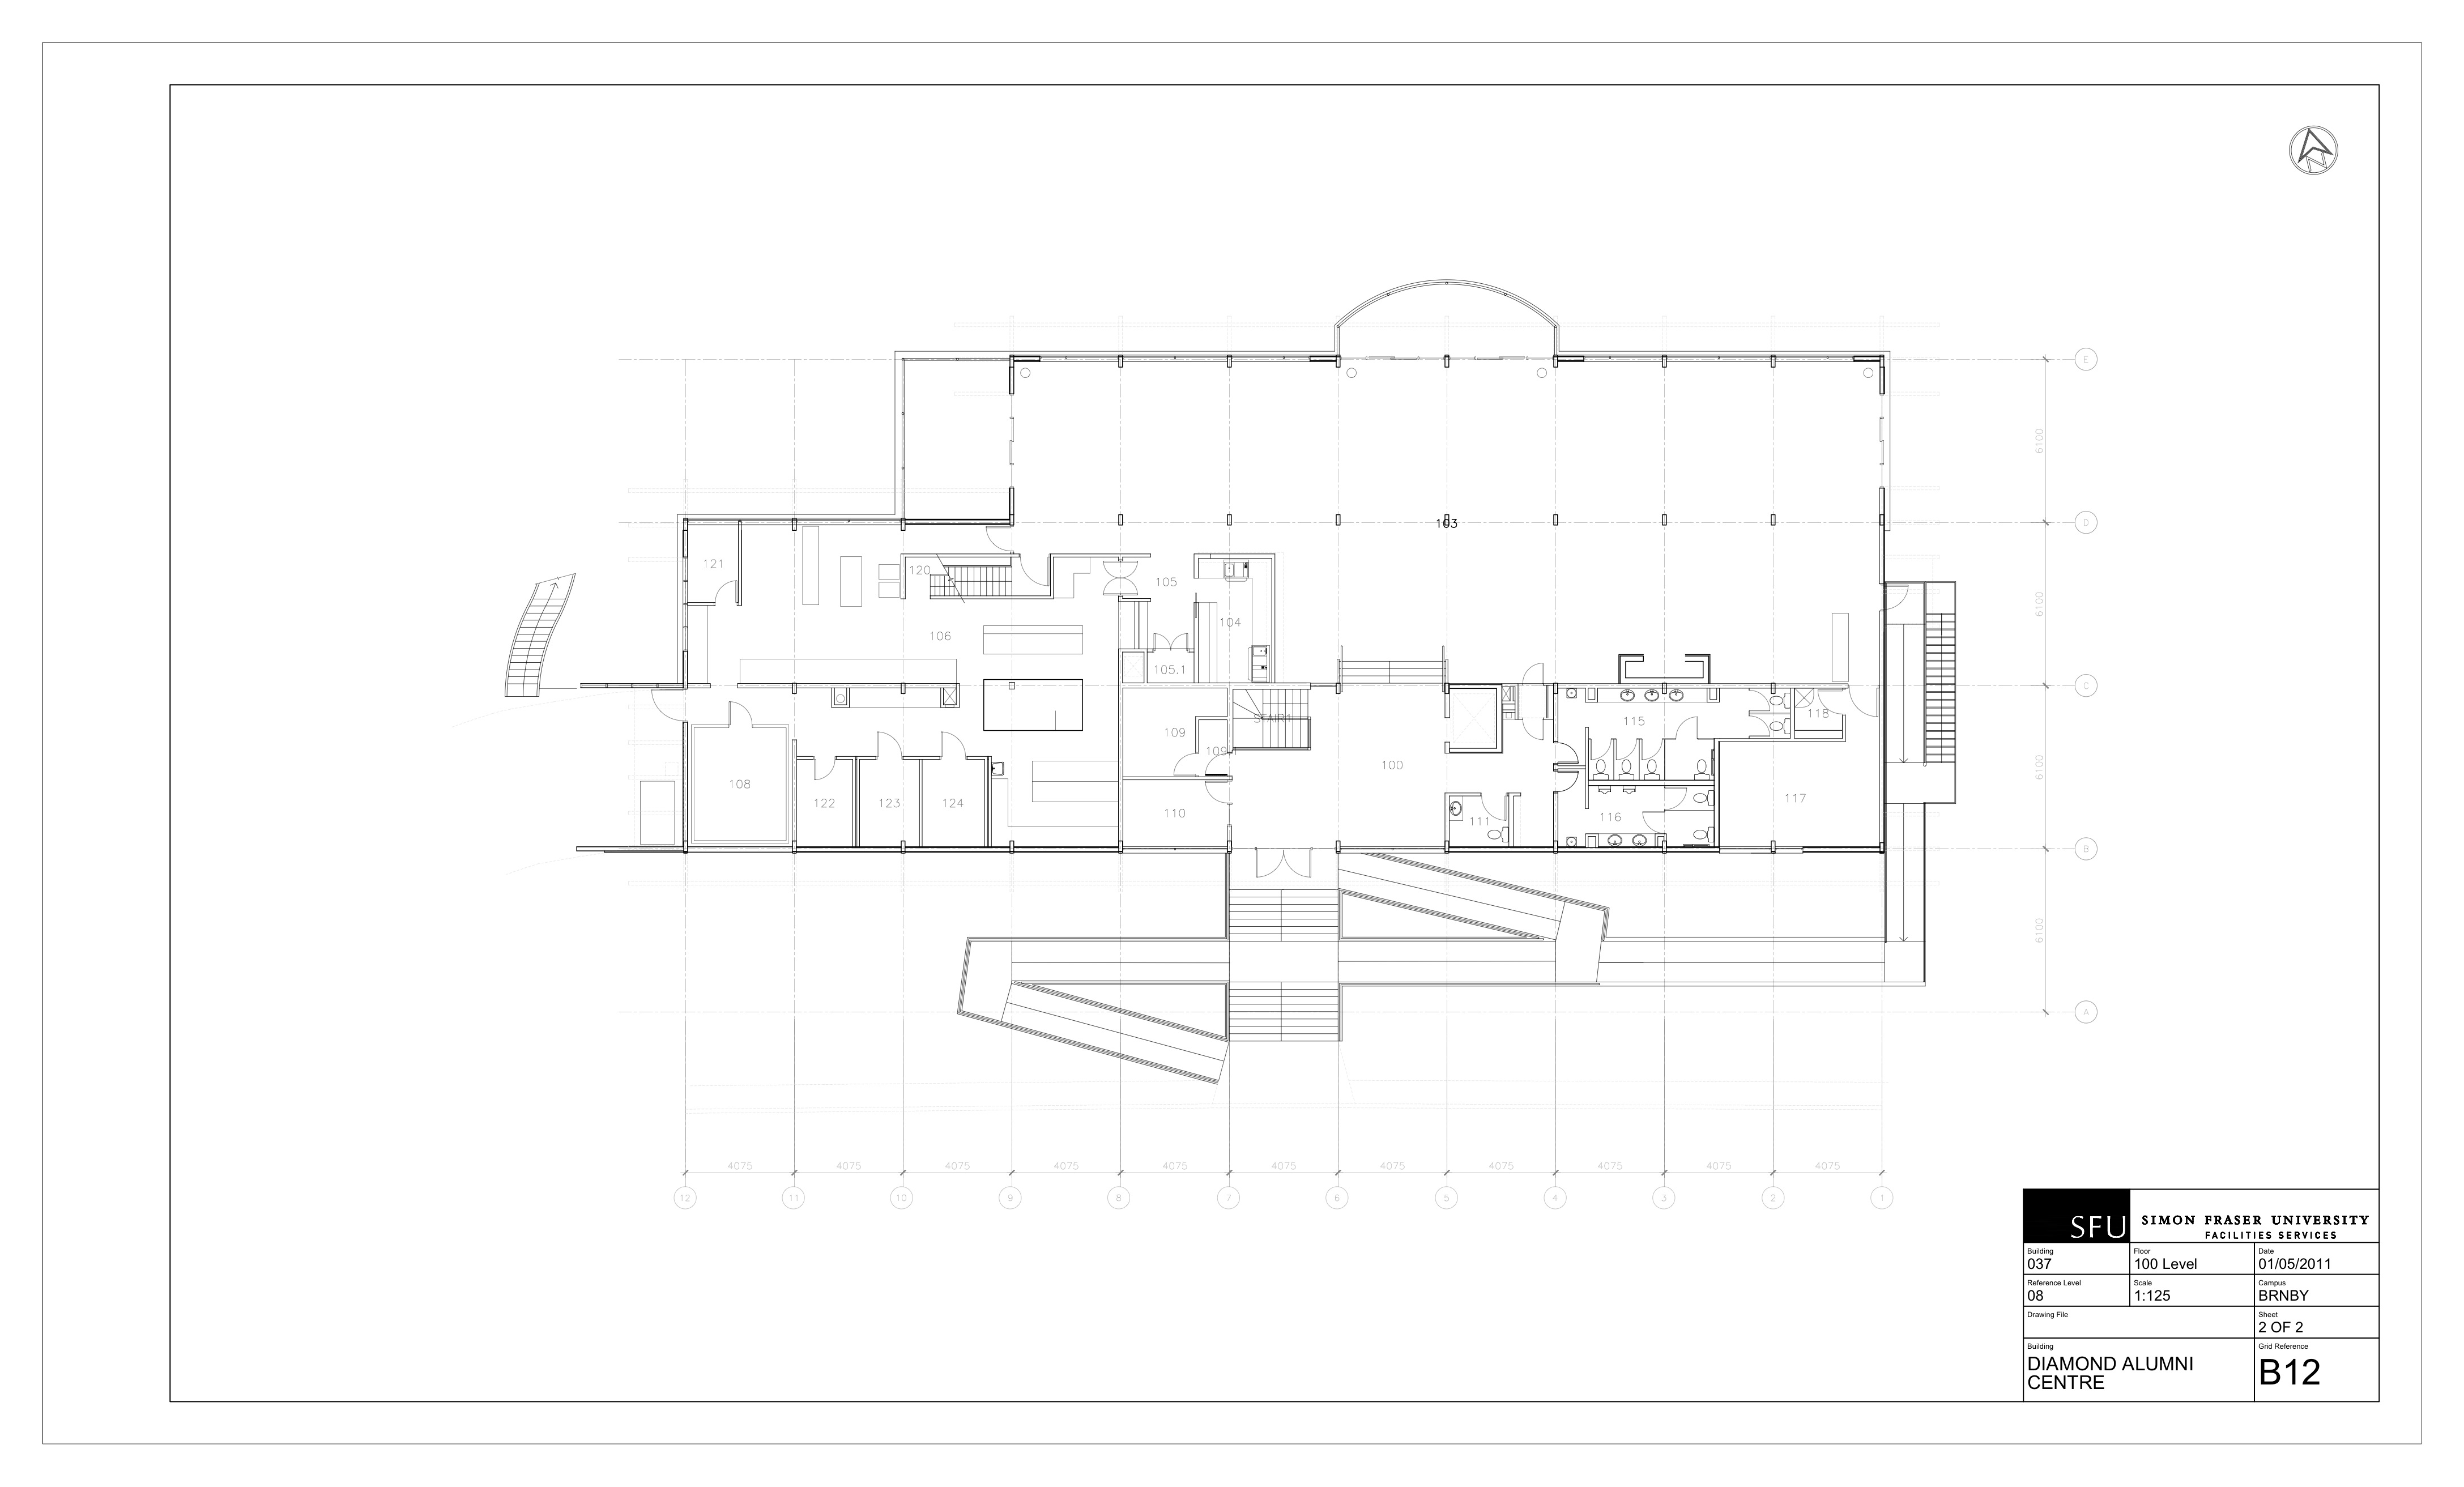 E
6100
D
103
121
120
105
6100
104
106
105.1
C
118
115
STAIR1
109
109.1
100
6100
108
117
122
123
124
110
116
111
B
6100
A
4075 4075 4075 4075 4075 4075 4075 4075 4075 4075 4075
12 11 10 9 8 7 6 5 4 3 2 1
SFU
SIMON FRASER UNIVERSITY
FACILITIES SERVICES
Building
037
Floor
100 Level
Date
01/05/2011
Reference Level
08
Scale
1:125
Campus
BRNBY
Drawing File
Sheet
2 OF 2
Building
DIAMOND ALUMNI
CENTRE
Grid Reference
B12